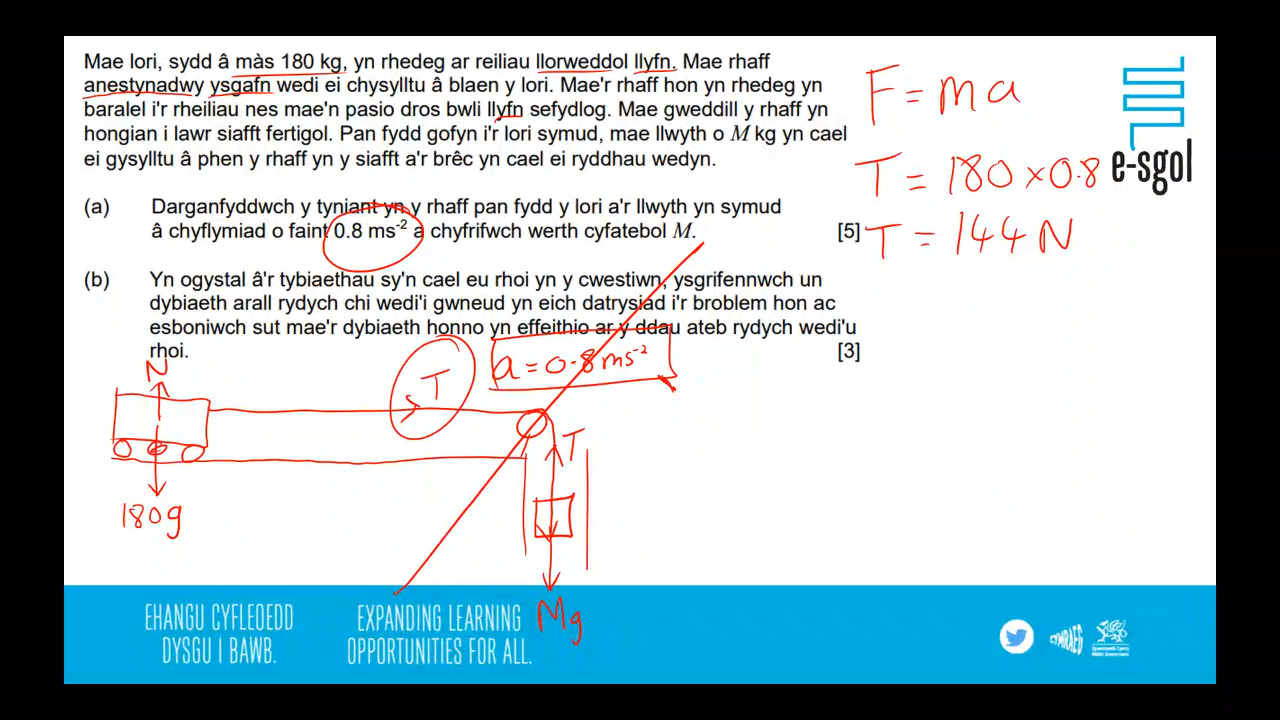 Mae lori, sydd â màs 180 kg, yn rhedeg ar reiliau llorweddol llyfn. Mae rhaff
anestynadwy ysgafn wedi ei chysylltu â blaen y lori. Mae'r rhaff hon yn rhedeg yn
baralel i'r rheiliau nes mae'n pasio dros bwli llyfn sefydlog. Mae gweddill y rhaff yn
hongian i lawr siafft fertigol. Pan fydd gofyn i'r lori symud, mae llwyth o M kg yn cael
ei gysylltu â phen y rhaff yn y siafft a'r brêc yn cael ei ryddhau wedyn.
(a) Darganfyddwch y tyniant yn y rhaff pan fydd y lori a'r llwyth yn symud
â chyflymiad o faint 0.8 ms⁻² a chyfrifwch werth cyfatebol M. [5]
(b) Yn ogystal â'r tybiaethau sy'n cael eu rhoi yn y cwestiwn, ysgrifennwch un
dybiaeth arall rydych chi wedi'i gwneud yn eich datrysiad i'r broblem hon ac
esboniwch sut mae'r dybiaeth honno yn effeithio ar y ddau ateb rydych wedi'u
rhoi. [3]
F = ma
T = 180 × 0.8
T = 144 N
e-sgol
N
T
a = 0.8 ms⁻²
T
180g
Mg
EHANGU CYFLEOEDD
DYSGU I BAWB.
EXPANDING LEARNING
OPPORTUNITIES FOR ALL.
CYMRAEG